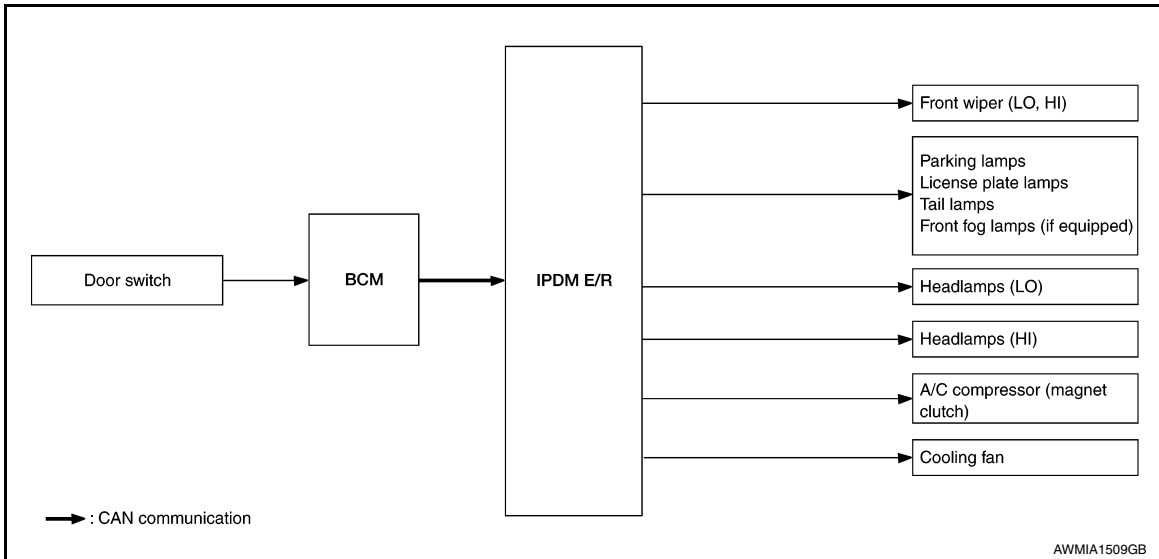 Door switch
BCM
IPDM E/R
Front wiper (LO, HI)
Parking lamps
License plate lamps
Tail lamps
Front fog lamps (if equipped)
Headlamps (LO)
Headlamps (HI)
A/C compressor (magnet
clutch)
Cooling fan
: CAN communication
AWMIA1509GB